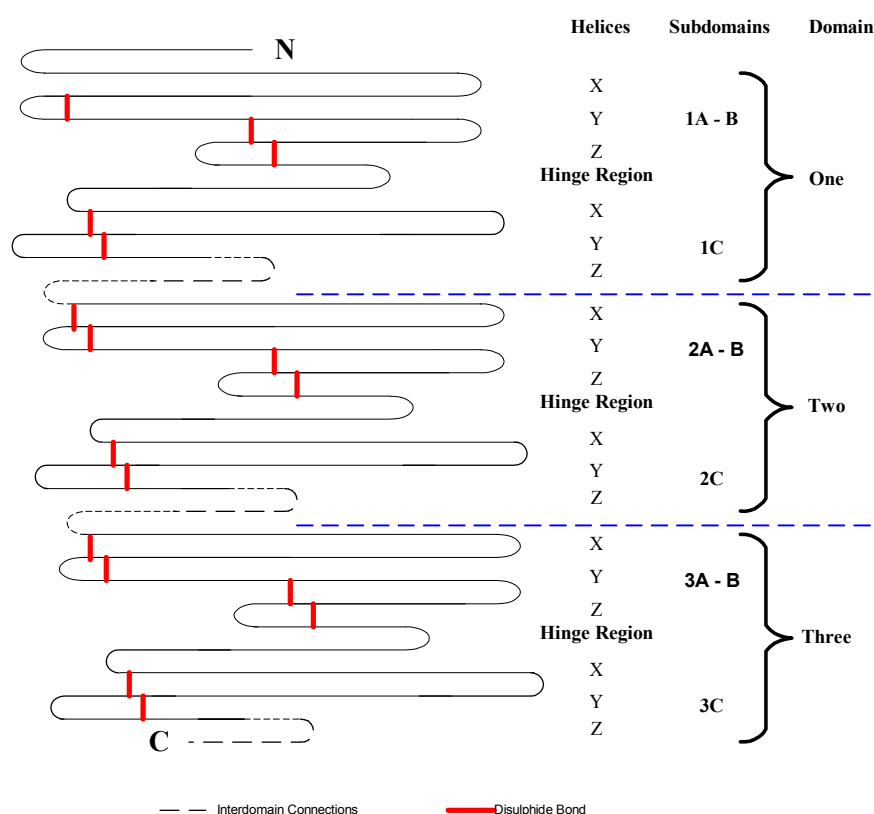 Helices Subdomains Domain
N
X
Y 1A - B
Z
Hinge Region One
X
Y 1C
Z
X
Y 2A - B
Z
Hinge Region Two
X
Y 2C
Z
X
Y 3A - B
Z
Hinge Region Three
X
Y 3C
Z
C
Interdomain Connections Disulphide Bond